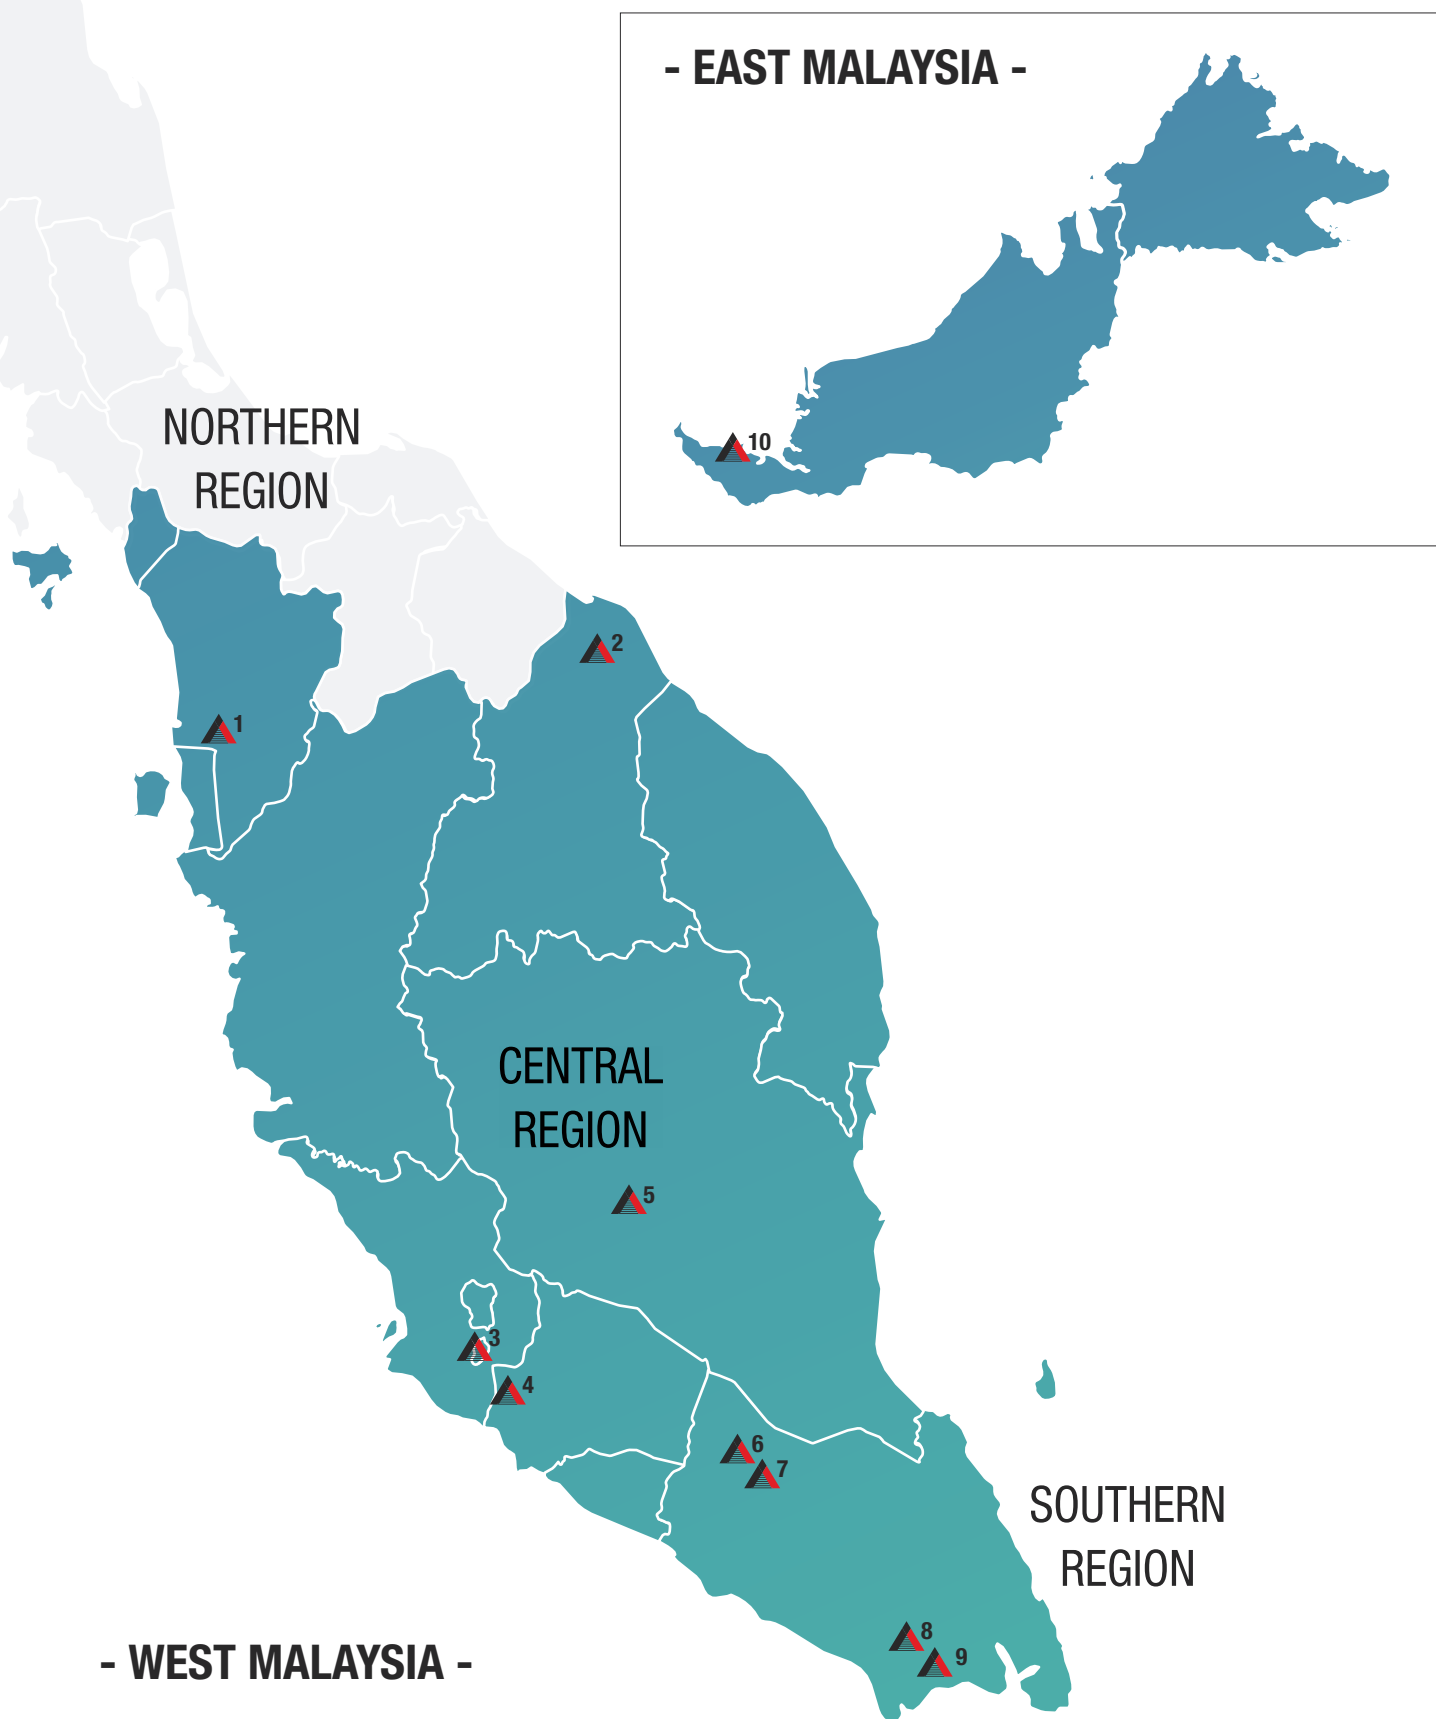 - EAST MALAYSIA -
10
NORTHERN
REGION
2
1
CENTRAL
REGION
5
3
4
6
7
SOUTHERN
REGION
8
9
- WEST MALAYSIA -